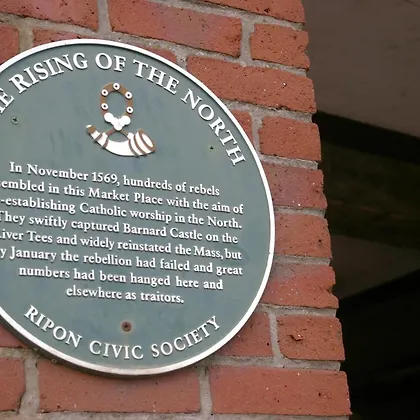 E RISING OF THE NORTH
In November 1569, hundreds of rebels
sembled in this Market Place with the aim of
-establishing Catholic worship in the North.
They swiftly captured Barnard Castle on the
River Tees and widely reinstated the Mass, but
y January the rebellion had failed and great
numbers had been hanged here and
elsewhere as traitors.
RIPON CIVIC SOCIETY